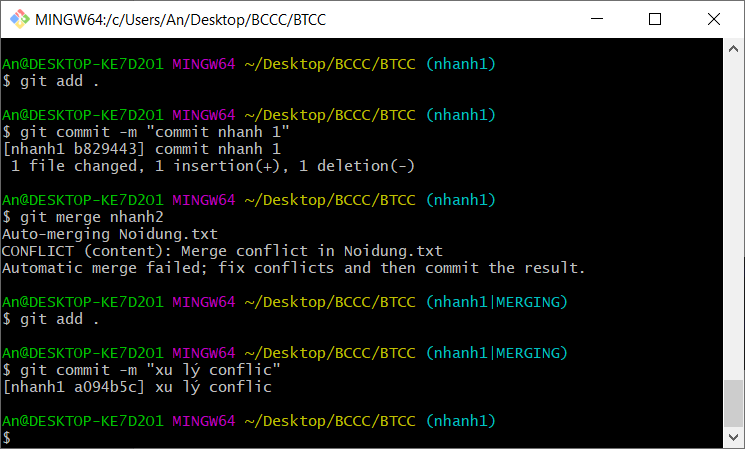 MINGW64:/c/Users/An/Desktop/BCCC/BTCC
An@DESKTOP-KE7D2O1 MINGW64 ~/Desktop/BCCC/BTCC (nhanh1)
$ git add .
An@DESKTOP-KE7D2O1 MINGW64 ~/Desktop/BCCC/BTCC (nhanh1)
$ git commit -m "commit nhanh 1"
[nhanh1 b829443] commit nhanh 1
 1 file changed, 1 insertion(+), 1 deletion(-)
An@DESKTOP-KE7D2O1 MINGW64 ~/Desktop/BCCC/BTCC (nhanh1)
$ git merge nhanh2
Auto-merging Noidung.txt
CONFLICT (content): Merge conflict in Noidung.txt
Automatic merge failed; fix conflicts and then commit the result.
An@DESKTOP-KE7D2O1 MINGW64 ~/Desktop/BCCC/BTCC (nhanh1|MERGING)
$ git add .
An@DESKTOP-KE7D2O1 MINGW64 ~/Desktop/BCCC/BTCC (nhanh1|MERGING)
$ git commit -m "xu lý conflic"
[nhanh1 a094b5c] xu lý conflic
An@DESKTOP-KE7D2O1 MINGW64 ~/Desktop/BCCC/BTCC (nhanh1)
$